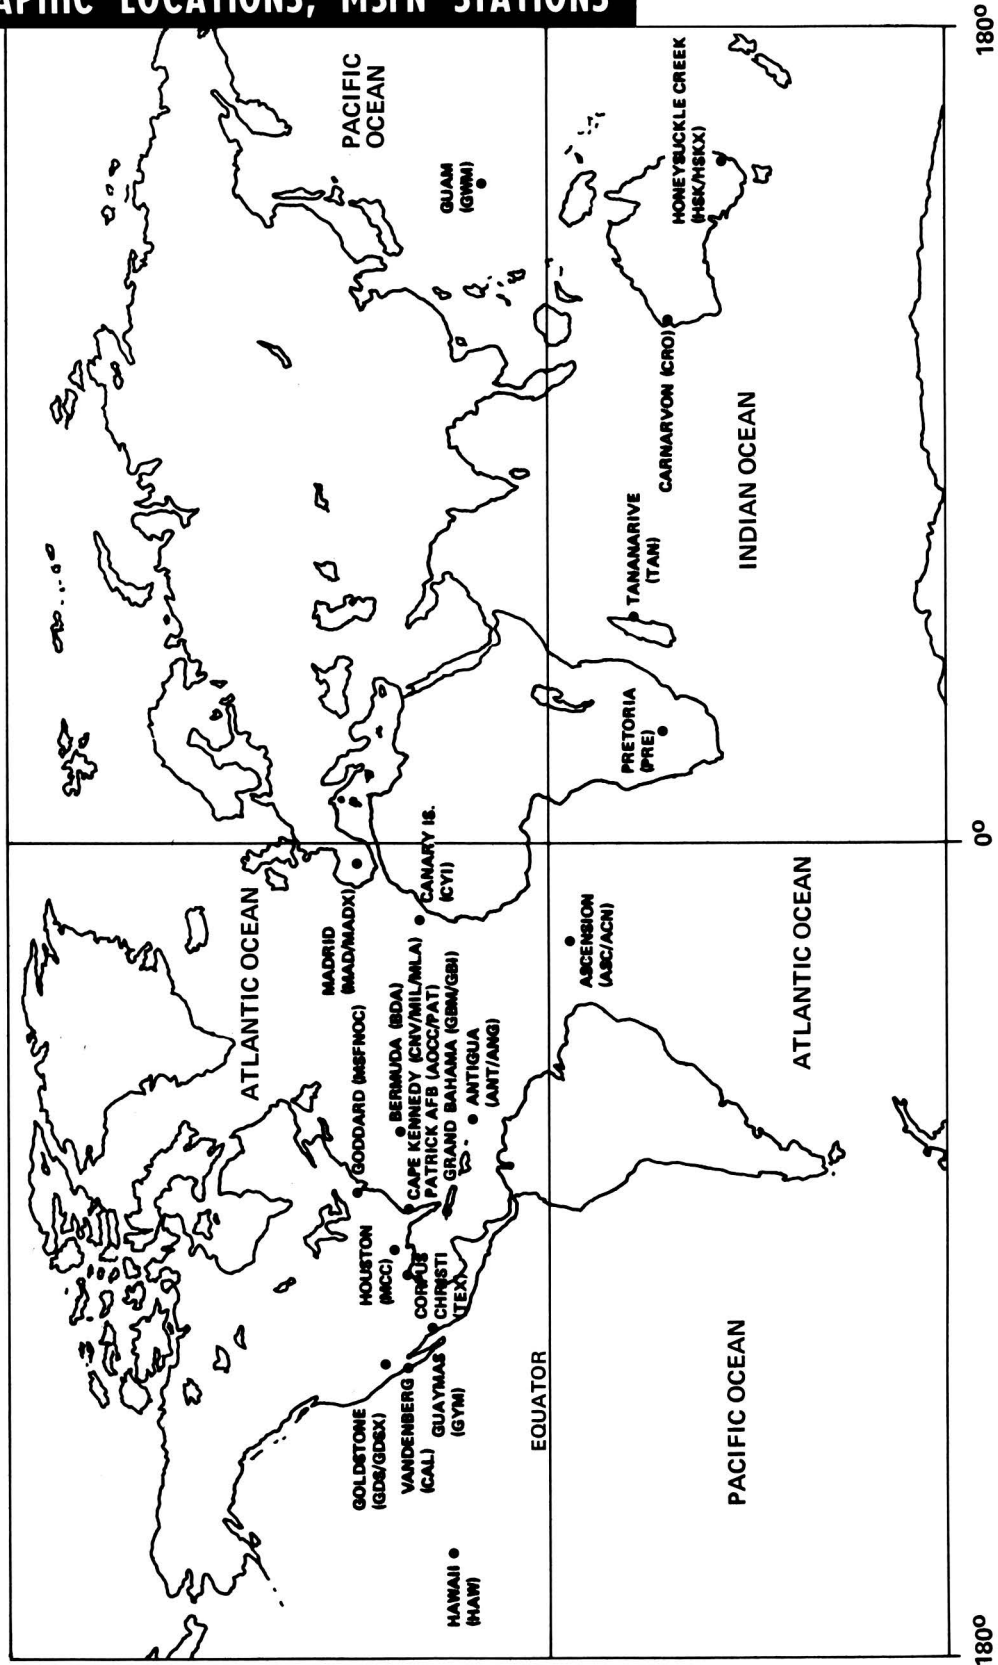 LOCATIONS, MSFN STATIONS
180°
0°
180°
PACIFIC
OCEAN
GUAM
(GWM)
HONEYSUCKLE CREEK
(HSK/HSKX)
CARNARVON (CRO)
INDIAN OCEAN
TANANARIVE
(TAN)
PRETORIA
(PRE)
CANARY IS.
(CYI)
MADRID
(MAD/MADX)
ATLANTIC OCEAN
ASCENSION
(ASC/ACN)
ATLANTIC OCEAN
GODDARD (MSFNOC)
BERMUDA (BDA)
CAPE KENNEDY (CNV/MIL/MLA)
PATRICK AFB (AOCC/PAT)
GRAND BAHAMA (GBM/GBI)
ANTIGUA
(ANT/ANG)
HOUSTON
(MCC)
CORPUS
CHRISTI
(TEX)
GOLDSTONE
(GDS/GDSX)
VANDENBERG
(CAL)
GUAYMAS
(GYM)
EQUATOR
PACIFIC OCEAN
HAWAII
(HAW)